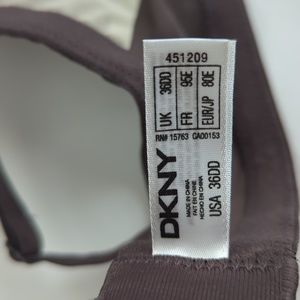 451209
UK 36DD
FR 95E
EUR/JP 80E
RN# 15763 CA00153
DKNY
MADE IN CHINA
FAIT EN CHINE
HECHO EN CHINA
USA 36DD